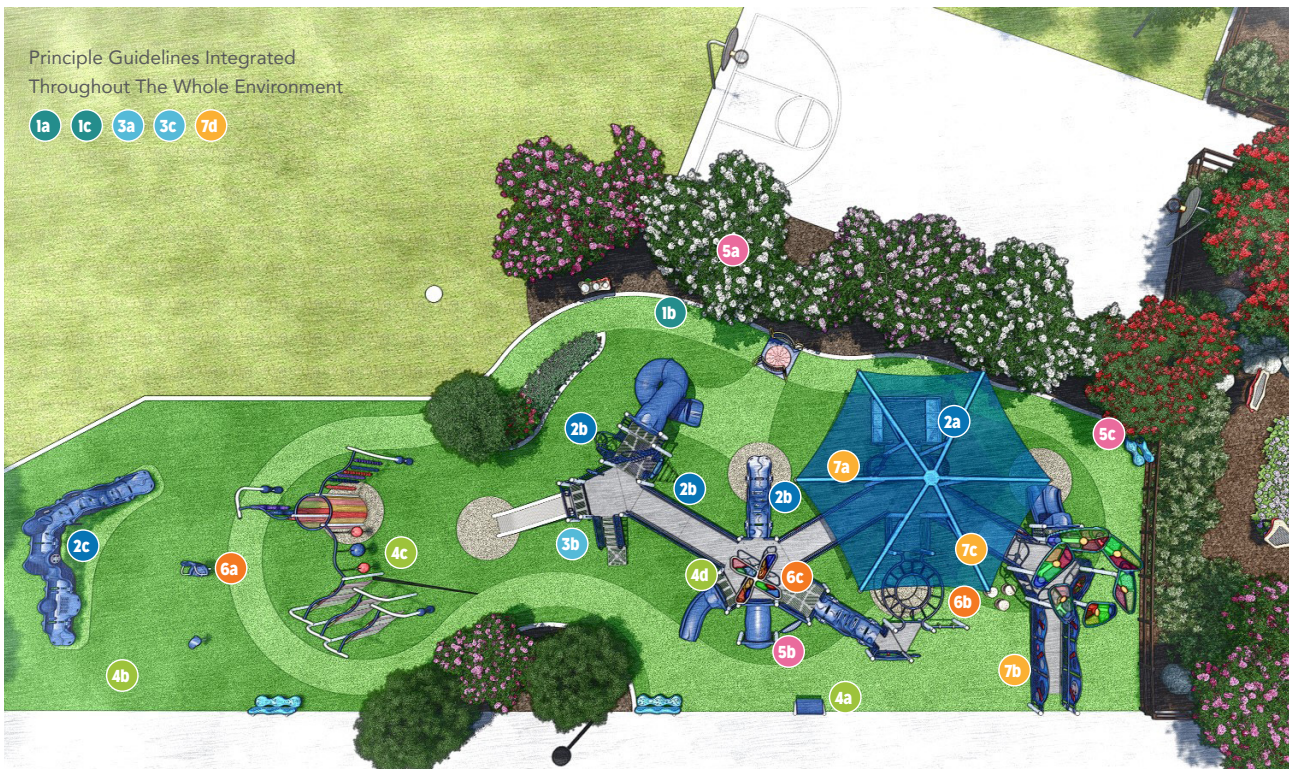 Principle Guidelines Integrated
Throughout The Whole Environment
1a 1c 3a 3c 7d
5a
1b
2a
2b
5c
7a
2b
2b
2c
3b
4c
7c
6a
4d
6c
6b
5b
4b
7b
4a